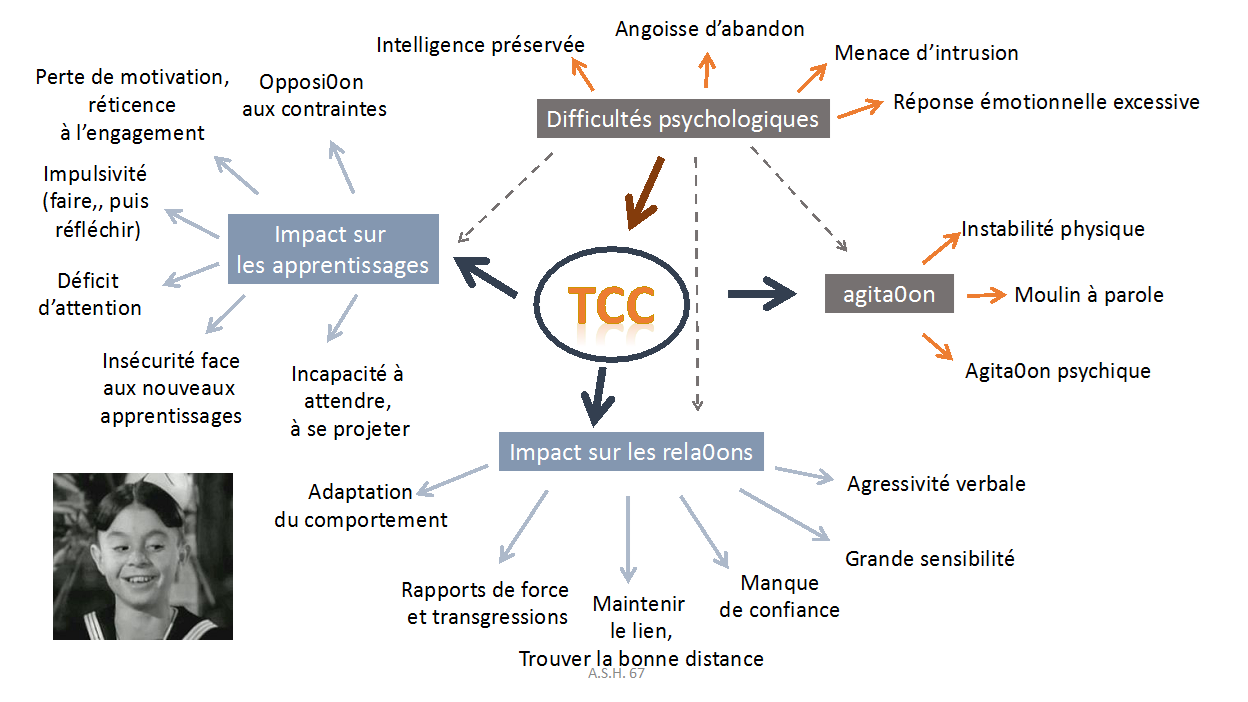 Angoisse d’abandon
Intelligence préservée
Menace d’intrusion
Réponse émotionnelle excessive
Difficultés psychologiques
Perte de motivation,
réticence
à l’engagement
Opposi0on
aux contraintes
Impulsivité
(faire,, puis
réfléchir)
Impact sur
les apprentissages
Déficit
d’attention
Insécurité face
aux nouveaux
apprentissages
Incapacité à
attendre,
à se projeter
TCC
agita0on
Instabilité physique
Moulin à parole
Agita0on psychique
Impact sur les rela0ons
Adaptation
du comportement
Rapports de force
et transgressions
Maintenir
le lien,
Trouver la bonne distance
Manque
de confiance
Grande sensibilité
Agressivité verbale
A.S.H. 67